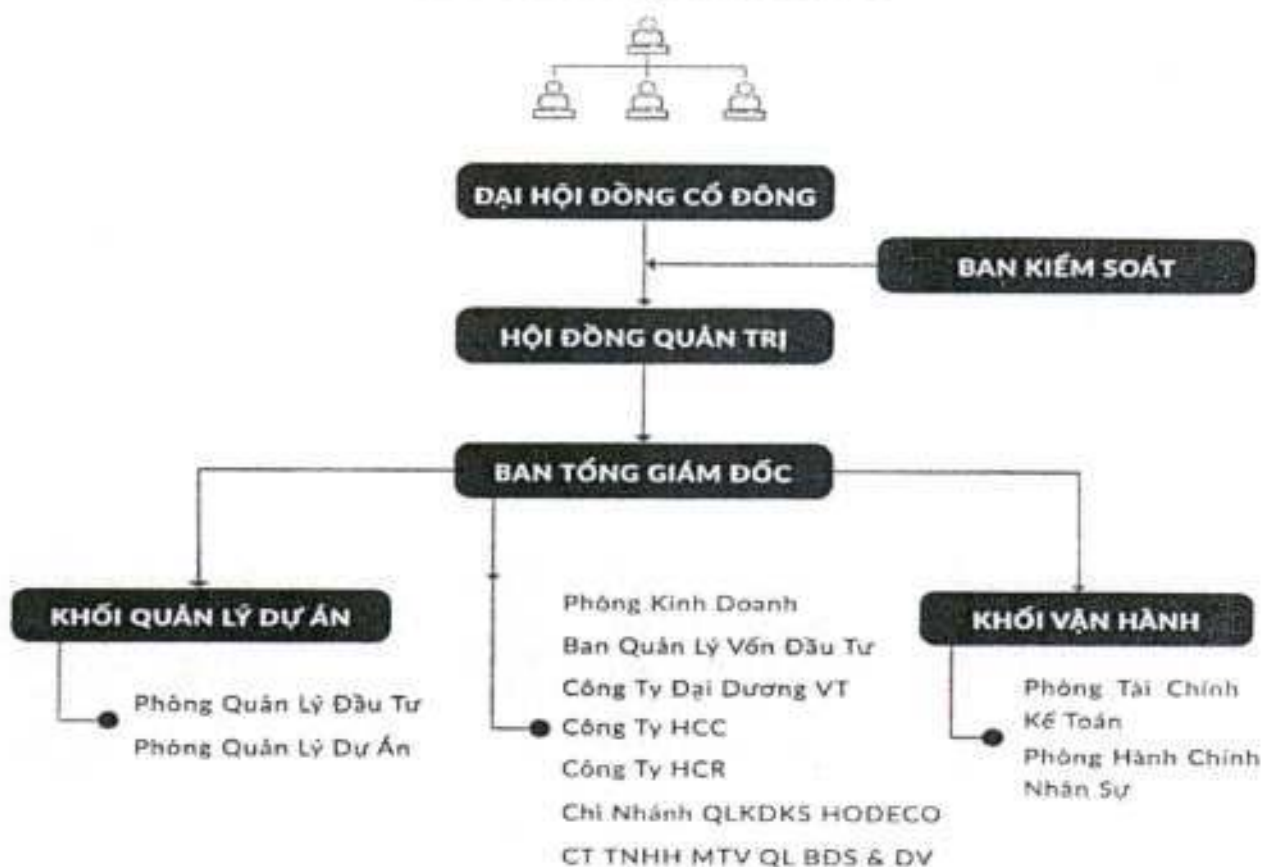 ĐẠI HỘI ĐỒNG CỔ ĐÔNG
BAN KIỂM SOÁT
HỘI ĐỒNG QUẢN TRỊ
BAN TỔNG GIÁM ĐỐC
KHỐI QUẢN LÝ DỰ ÁN
Phòng Quản Lý Đầu Tư
Phòng Quản Lý Dự Án
Phòng Kinh Doanh
Ban Quản Lý Vốn Đầu Tư
Công Ty Đại Dương VT
Công Ty HCC
Công Ty HCR
Chi Nhánh QLKDKS HODECO
CT TNHH MTV QL BDS & DV
KHỐI VẬN HÀNH
Phòng Tài Chính
Kế Toán
Phòng Hành Chính
Nhân Sự